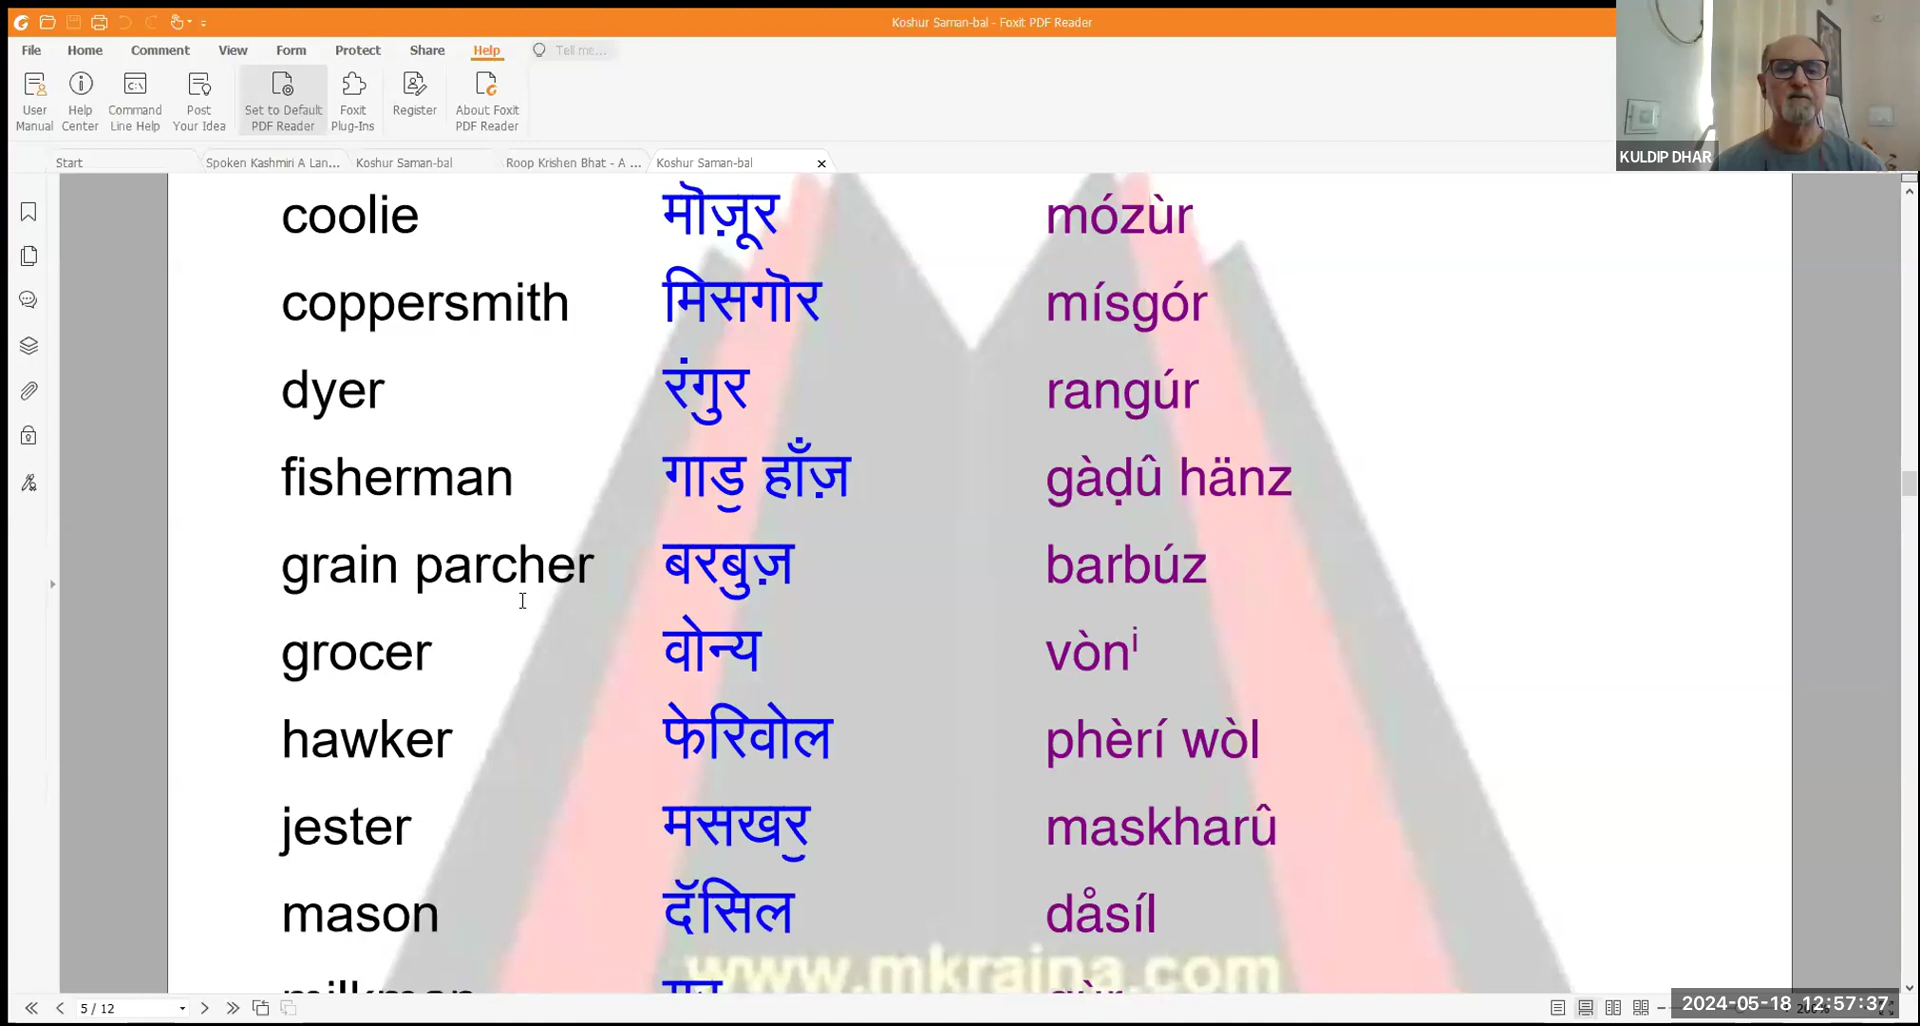 Koshur Saman-bal - Foxit PDF Reader
File Home Comment View Form Protect Share Help Tell me...
User Manual
Help Center
Command Line Help
Post Your Idea
Set to Default PDF Reader
Foxit Plug-Ins
Register
About Foxit PDF Reader
KULDIP DHAR
Start Spoken Kashmiri A Lan... Koshur Saman-bal Roop Krishen Bhat - A ... Koshur Saman-bal
coolie मॊज़ूर mózùr
coppersmith मिसगॊर mísgór
dyer रंगुर rangúr
fisherman गाडॖ हाँज़ gàḍû hänz
grain parcher बरबुज़ barbúz
grocer वोन्य vònⁱ
hawker फेरिवोल phèrí wòl
jester मसखरॖ maskharû
mason दॅसिल dåsíl
www.mkraina.com
5 / 12
2024-05-18 12:57:37